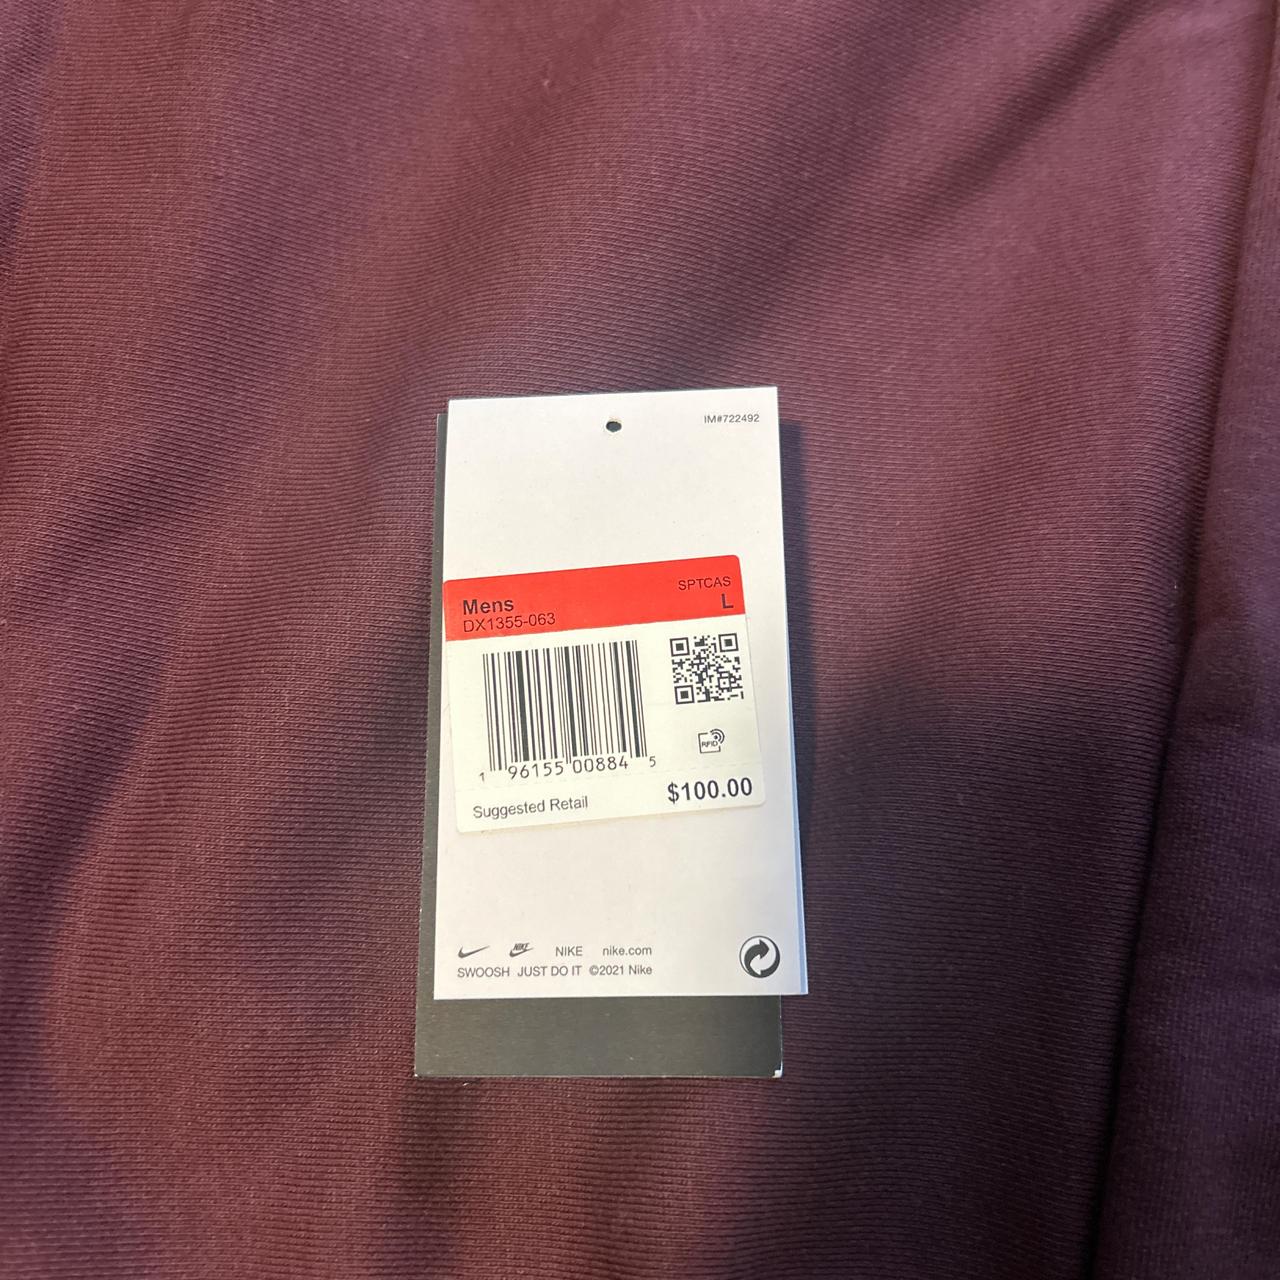 IM#722492
Mens
SPTCAS
DX1355-063
L
RFID
1 96155 00884 5
Suggested Retail
$100.00
NIKE NIKE nike.com
SWOOSH JUST DO IT ©2021 Nike